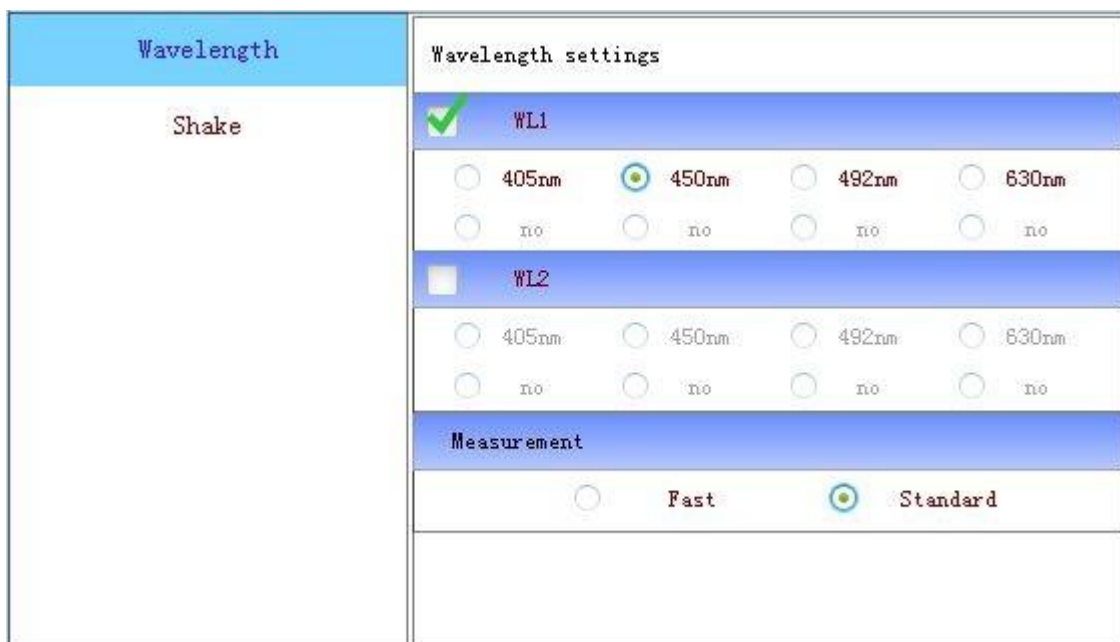 Wavelength
Shake
Wavelength settings
WL1
405nm 450nm 492nm 630nm
no no no no
WL2
405nm 450nm 492nm 630nm
no no no no
Measurement
Fast Standard